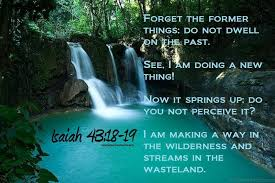 Forget the former
things; do not dwell
on the past.
See, I am doing a new
thing!
Now it springs up; do
you not perceive it?
I am making a way in
the wilderness and
streams in the
wasteland.
Isaiah 43:18-19